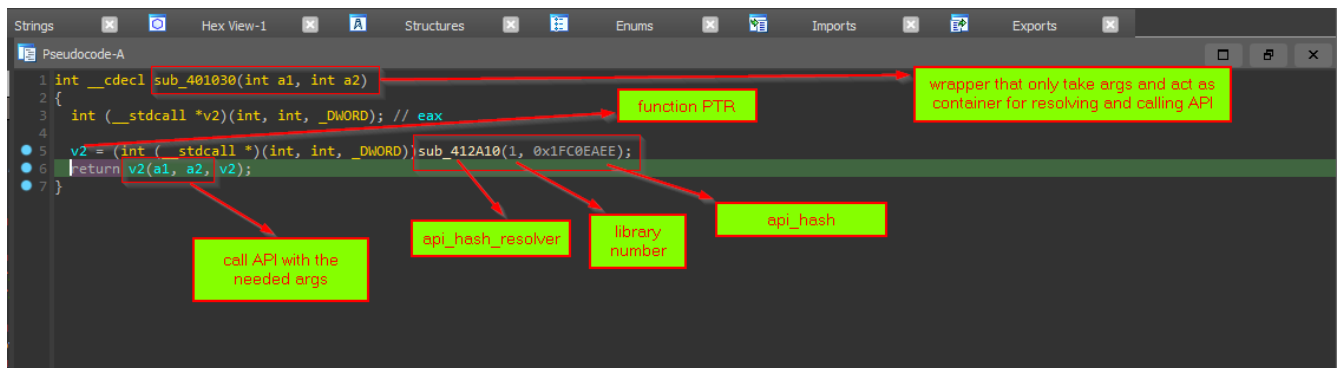 Strings Hex View-1 Structures Enums Imports Exports
Pseudocode-A
1 int __cdecl sub_401030(int a1, int a2)
2 {
3 int (__stdcall *v2)(int, int, _DWORD); // eax
4
5 v2 = (int (__stdcall *)(int, int, _DWORD))sub_412A10(1, 0x1FC0EAEE);
6 return v2(a1, a2, v2);
7 }
wrapper that only take args and act as
container for resolving and calling API
function PTR
api_hash_resolver
library
number
api_hash
call API with the
needed args